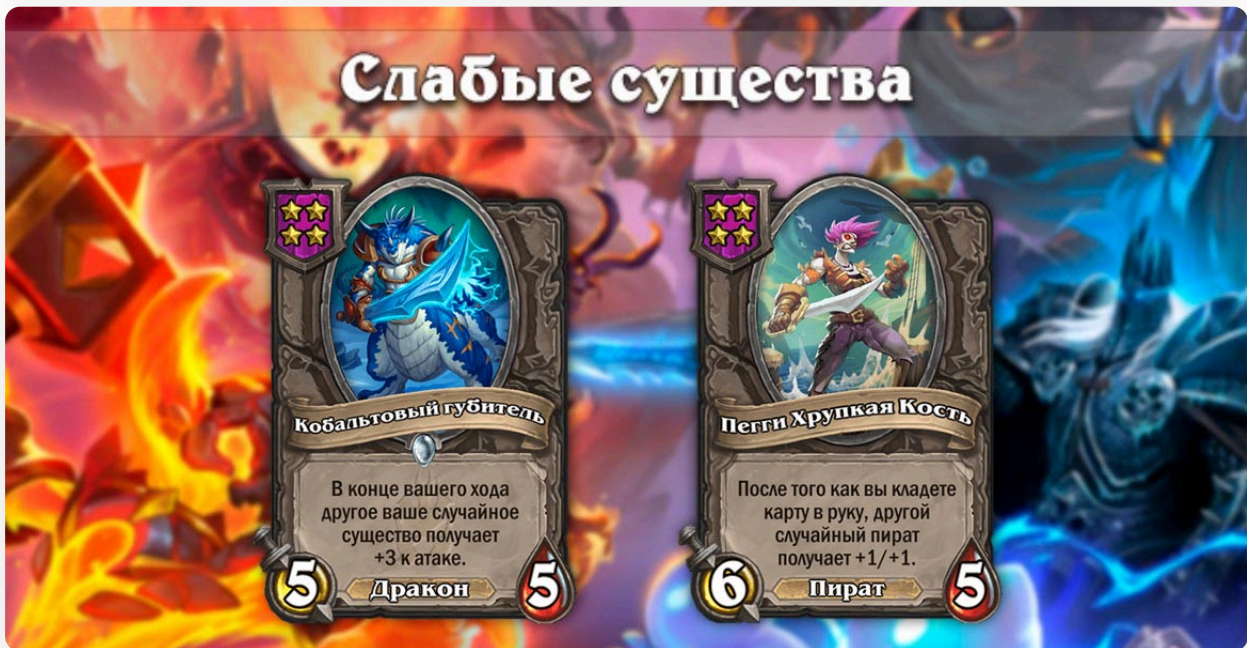 Слабые существа
Кобальтовый губитель
В конце вашего хода
другое ваше случайное
существо получает
+3 к атаке.
5
Дракон
5
Пегги Хрупкая Кость
После того как вы кладете
карту в руку, другой
случайный пират
получает +1/+1.
6
Пират
5